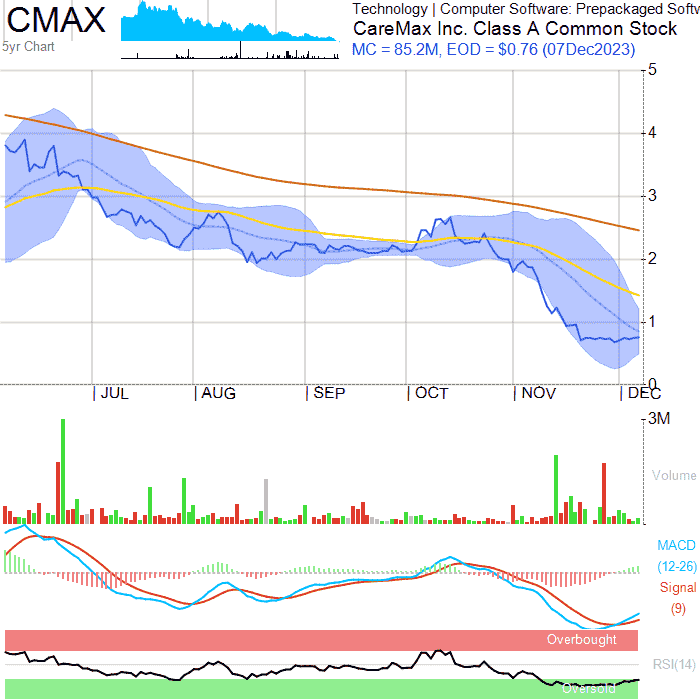 CMAX
5yr Chart
Technology | Computer Software: Prepackaged Softw
CareMax Inc. Class A Common Stock
MC = 85.2M, EOD = $0.76 (07Dec2023)
5
4
3
2
1
0
JUL AUG SEP OCT NOV DEC
3M
Volume
MACD
(12-26)
Signal
(9)
Overbought
RSI(14)
Oversold